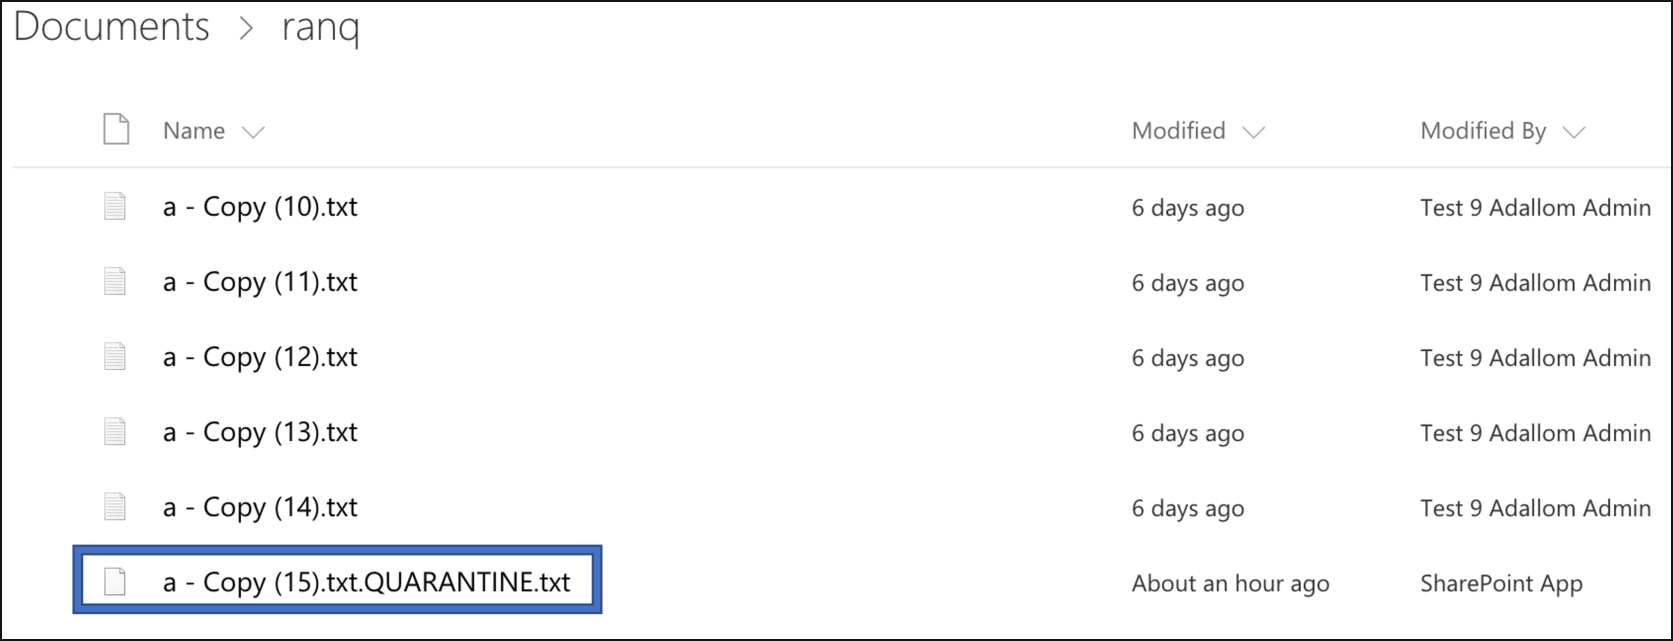 Documents > ranq
Name Modified Modified By
a - Copy (10).txt 6 days ago Test 9 Adallom Admin
a - Copy (11).txt 6 days ago Test 9 Adallom Admin
a - Copy (12).txt 6 days ago Test 9 Adallom Admin
a - Copy (13).txt 6 days ago Test 9 Adallom Admin
a - Copy (14).txt 6 days ago Test 9 Adallom Admin
a - Copy (15).txt.QUARANTINE.txt About an hour ago SharePoint App